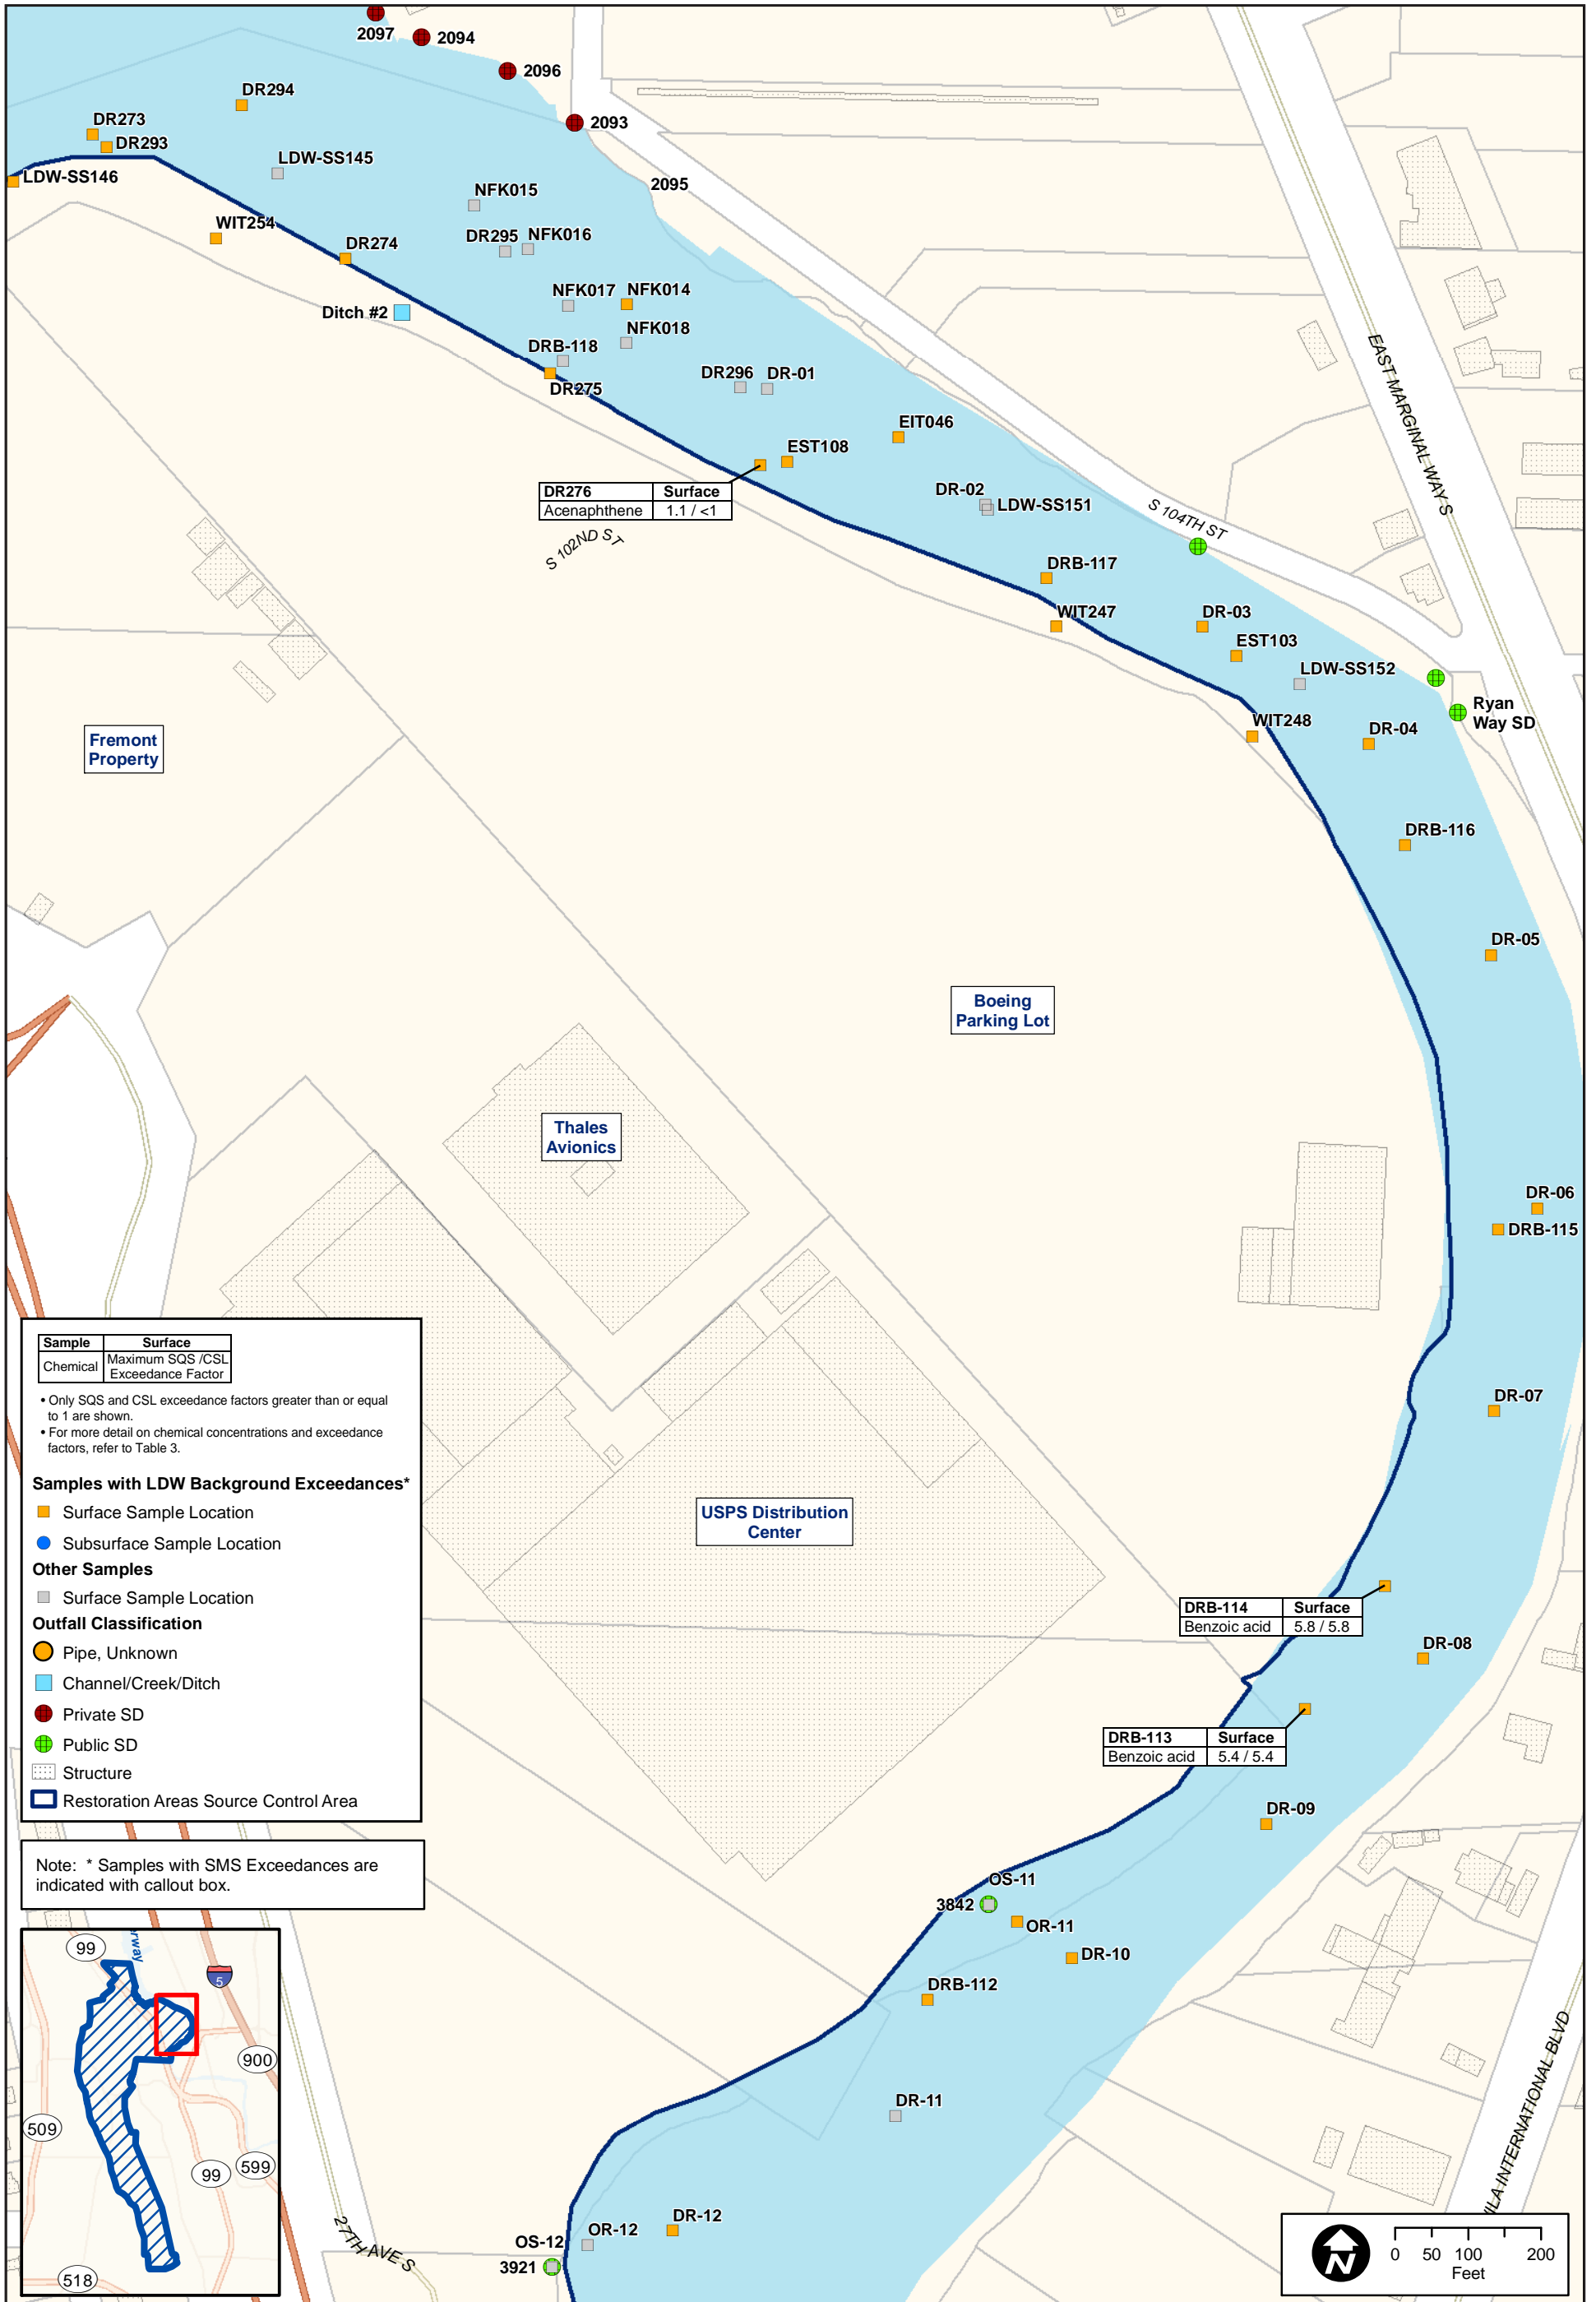 2097
2094
2096
2093
DR294
DR273
DR293
LDW-SS145
LDW-SS146
2095
NFK015
WIT254
DR274
DR295
NFK016
Ditch #2
NFK017
NFK014
NFK018
DRB-118
DR275
DR296
DR-01
EAST MARGINAL WAY S
EIT046
EST108
DR276 Surface
Acenaphthene 1.1 / <1
DR-02
LDW-SS151
S 104TH ST
S 102ND ST
DRB-117
WIT247
DR-03
EST103
LDW-SS152
Ryan
Way SD
WIT248
DR-04
Fremont
Property
DRB-116
DR-05
Boeing
Parking Lot
Thales
Avionics
DR-06
DRB-115
DR-07
USPS Distribution
Center
DRB-114 Surface
Benzoic acid 5.8 / 5.8
DR-08
DRB-113 Surface
Benzoic acid 5.4 / 5.4
DR-09
OS-11
3842
OR-11
DR-10
DRB-112
DR-11
DR-12
OR-12
OS-12
3921
27TH AVE S
ILA INTERNATIONAL BLVD
Sample Surface
Chemical Maximum SQS /CSL
Exceedance Factor
• Only SQS and CSL exceedance factors greater than or equal
to 1 are shown.
• For more detail on chemical concentrations and exceedance
factors, refer to Table 3.
Samples with LDW Background Exceedances*
Surface Sample Location
Subsurface Sample Location
Other Samples
Surface Sample Location
Outfall Classification
Pipe, Unknown
Channel/Creek/Ditch
Private SD
Public SD
Structure
Restoration Areas Source Control Area
Note: * Samples with SMS Exceedances are
indicated with callout box.
99
erway
5
900
509
99
599
518
N
0 50 100 200
Feet